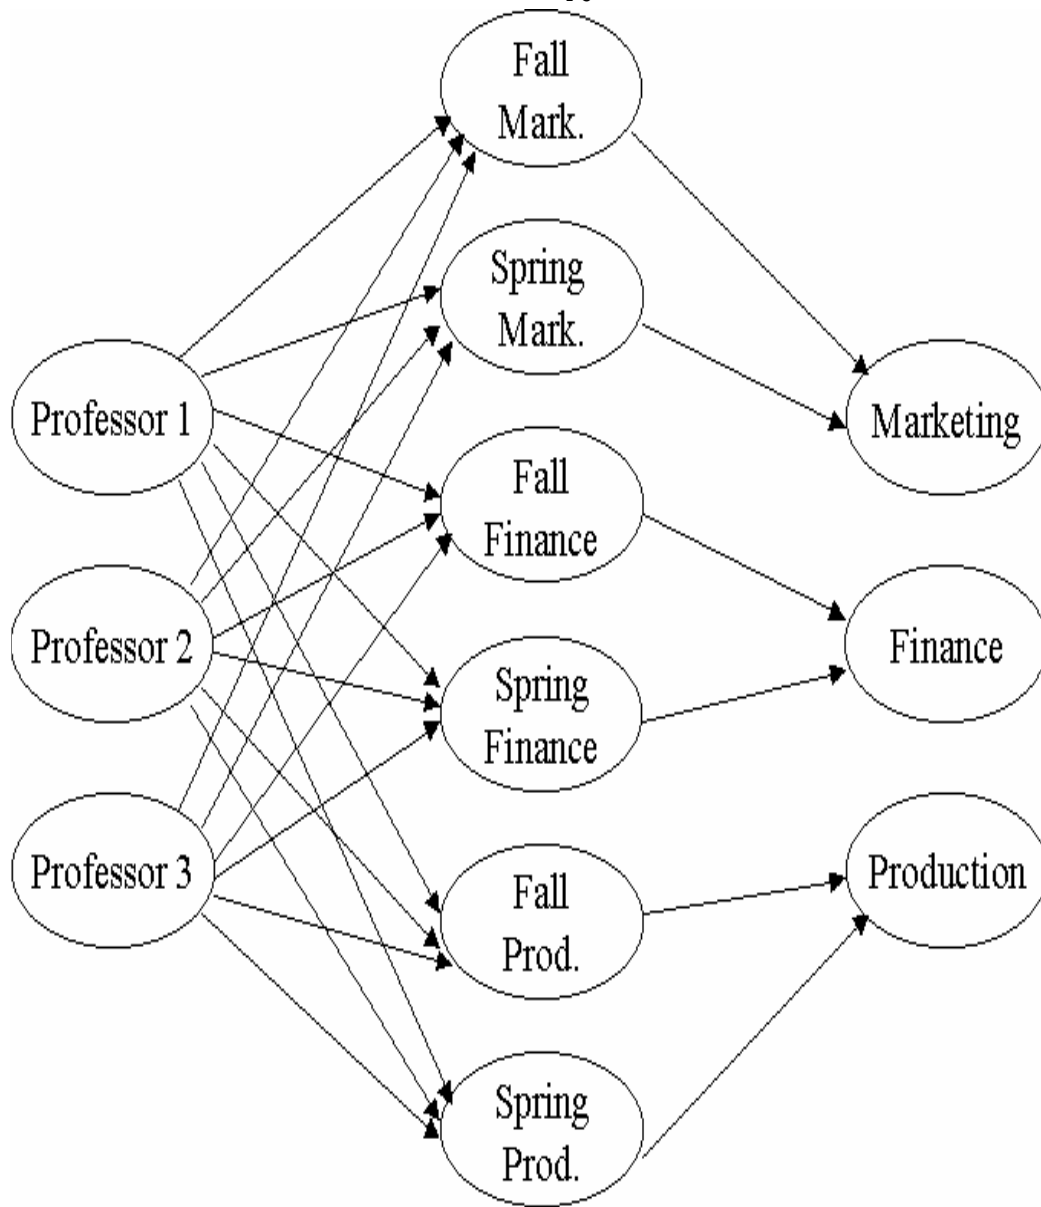 Fall
Mark.
Spring
Mark.
Professor 1
Marketing
Fall
Finance
Professor 2
Finance
Spring
Finance
Professor 3
Production
Fall
Prod.
Spring
Prod.